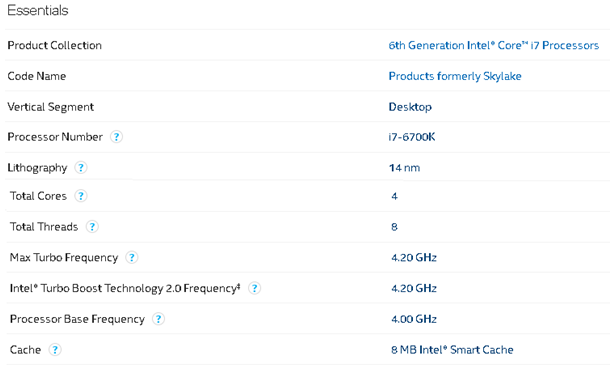 Essentials
Product Collection 6th Generation Intel® Core™ i7 Processors
Code Name Products formerly Skylake
Vertical Segment Desktop
Processor Number ? i7-6700K
Lithography ? 14 nm
Total Cores ? 4
Total Threads ? 8
Max Turbo Frequency ? 4.20 GHz
Intel® Turbo Boost Technology 2.0 Frequency‡ ? 4.20 GHz
Processor Base Frequency ? 4.00 GHz
Cache ? 8 MB Intel® Smart Cache